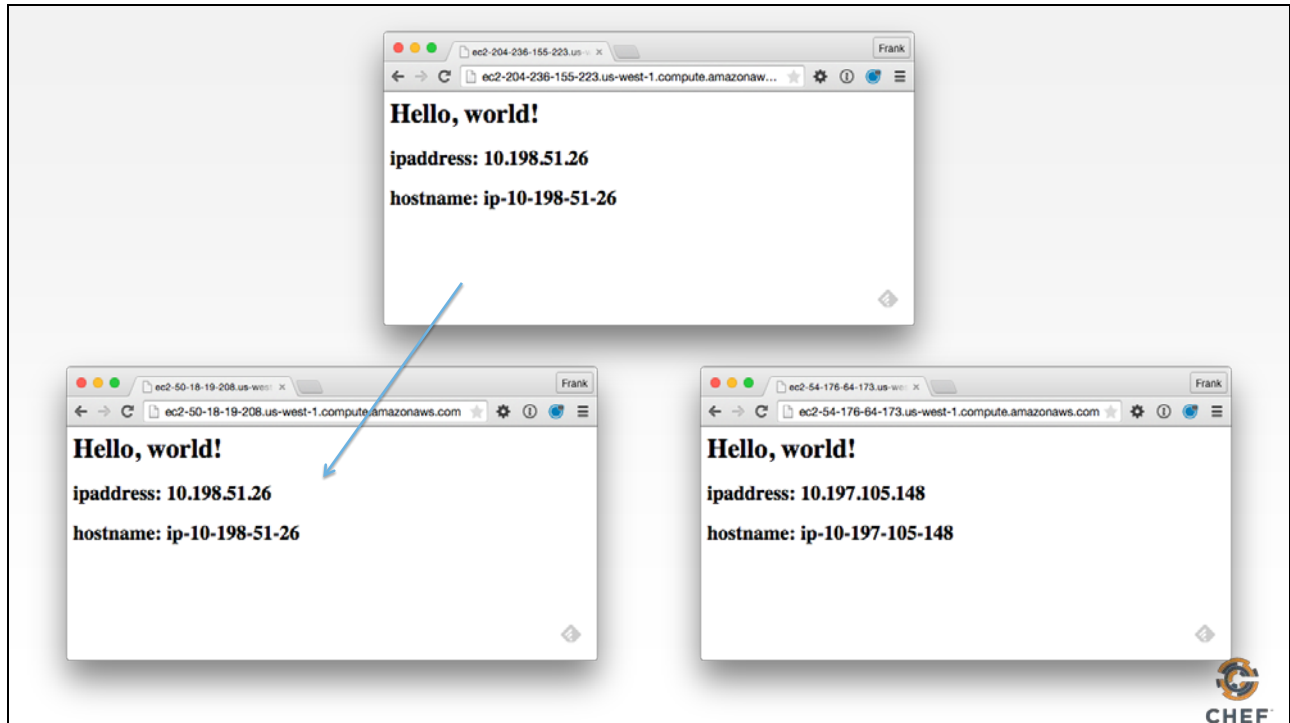 ec2-204-236-155-223.us-
Frank
ec2-204-236-155-223.us-west-1.compute.amazonaw...
Hello, world!
ipaddress: 10.198.51.26
hostname: ip-10-198-51-26
ec2-50-18-19-208.us-west
Frank
ec2-50-18-19-208.us-west-1.compute.amazonaws.com
Hello, world!
ipaddress: 10.198.51.26
hostname: ip-10-198-51-26
ec2-54-176-64-173.us-we
Frank
ec2-54-176-64-173.us-west-1.compute.amazonaws.com
Hello, world!
ipaddress: 10.197.105.148
hostname: ip-10-197-105-148
CHEF